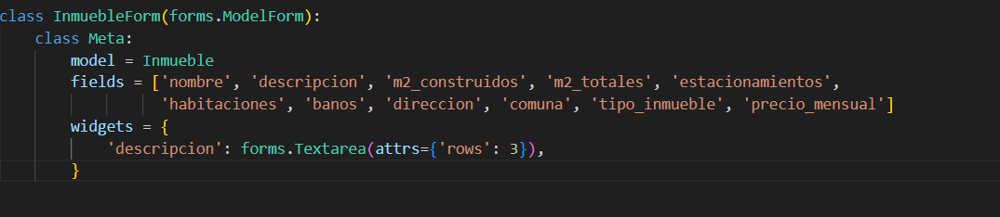 class InmuebleForm(forms.ModelForm):
    class Meta:
        model = Inmueble
        fields = ['nombre', 'descripcion', 'm2_construidos', 'm2_totales', 'estacionamientos',
                  'habitaciones', 'banos', 'direccion', 'comuna', 'tipo_inmueble', 'precio_mensual']
        widgets = {
            'descripcion': forms.Textarea(attrs={'rows': 3}),
        }